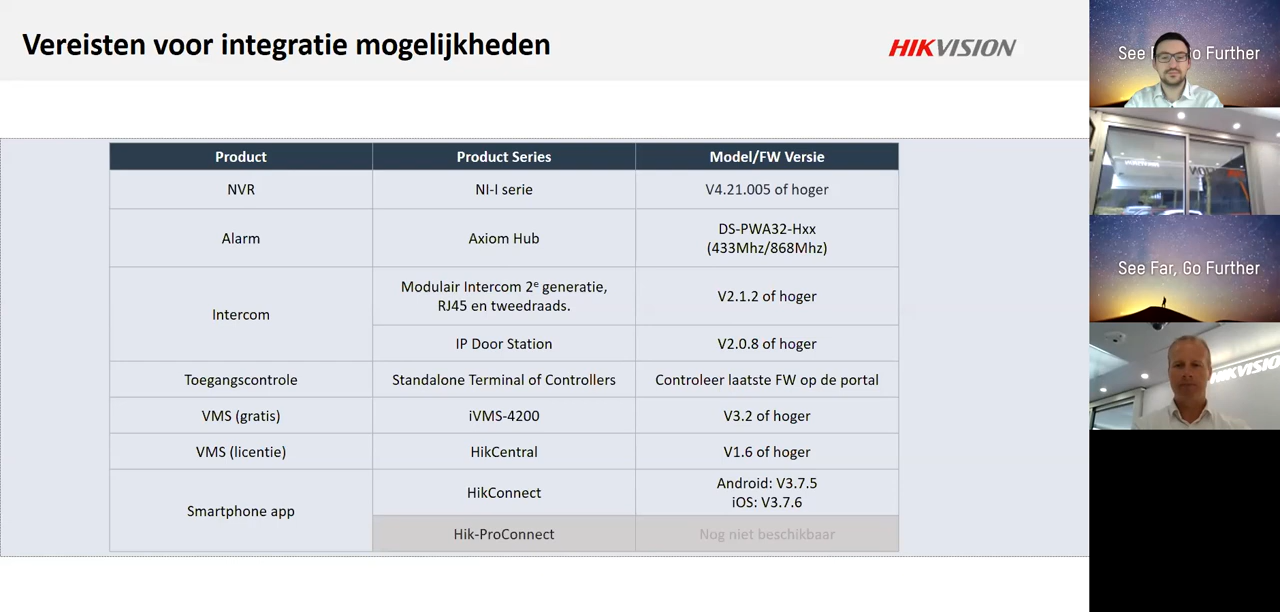 Vereisten voor integratie mogelijkheden
HIKVISION
Product Product Series Model/FW Versie
NVR NI-I serie V4.21.005 of hoger
Alarm Axiom Hub DS-PWA32-Hxx
(433Mhz/868Mhz)
Intercom
Modulair Intercom 2e generatie,
RJ45 en tweedraads.
V2.1.2 of hoger
IP Door Station V2.0.8 of hoger
Toegangscontrole Standalone Terminal of Controllers Controleer laatste FW op de portal
VMS (gratis) iVMS-4200 V3.2 of hoger
VMS (licentie) HikCentral V1.6 of hoger
Smartphone app
HikConnect
Android: V3.7.5
iOS: V3.7.6
Hik-ProConnect Nog niet beschikbaar
See Go Further
See Far, Go Further
HIKVISION